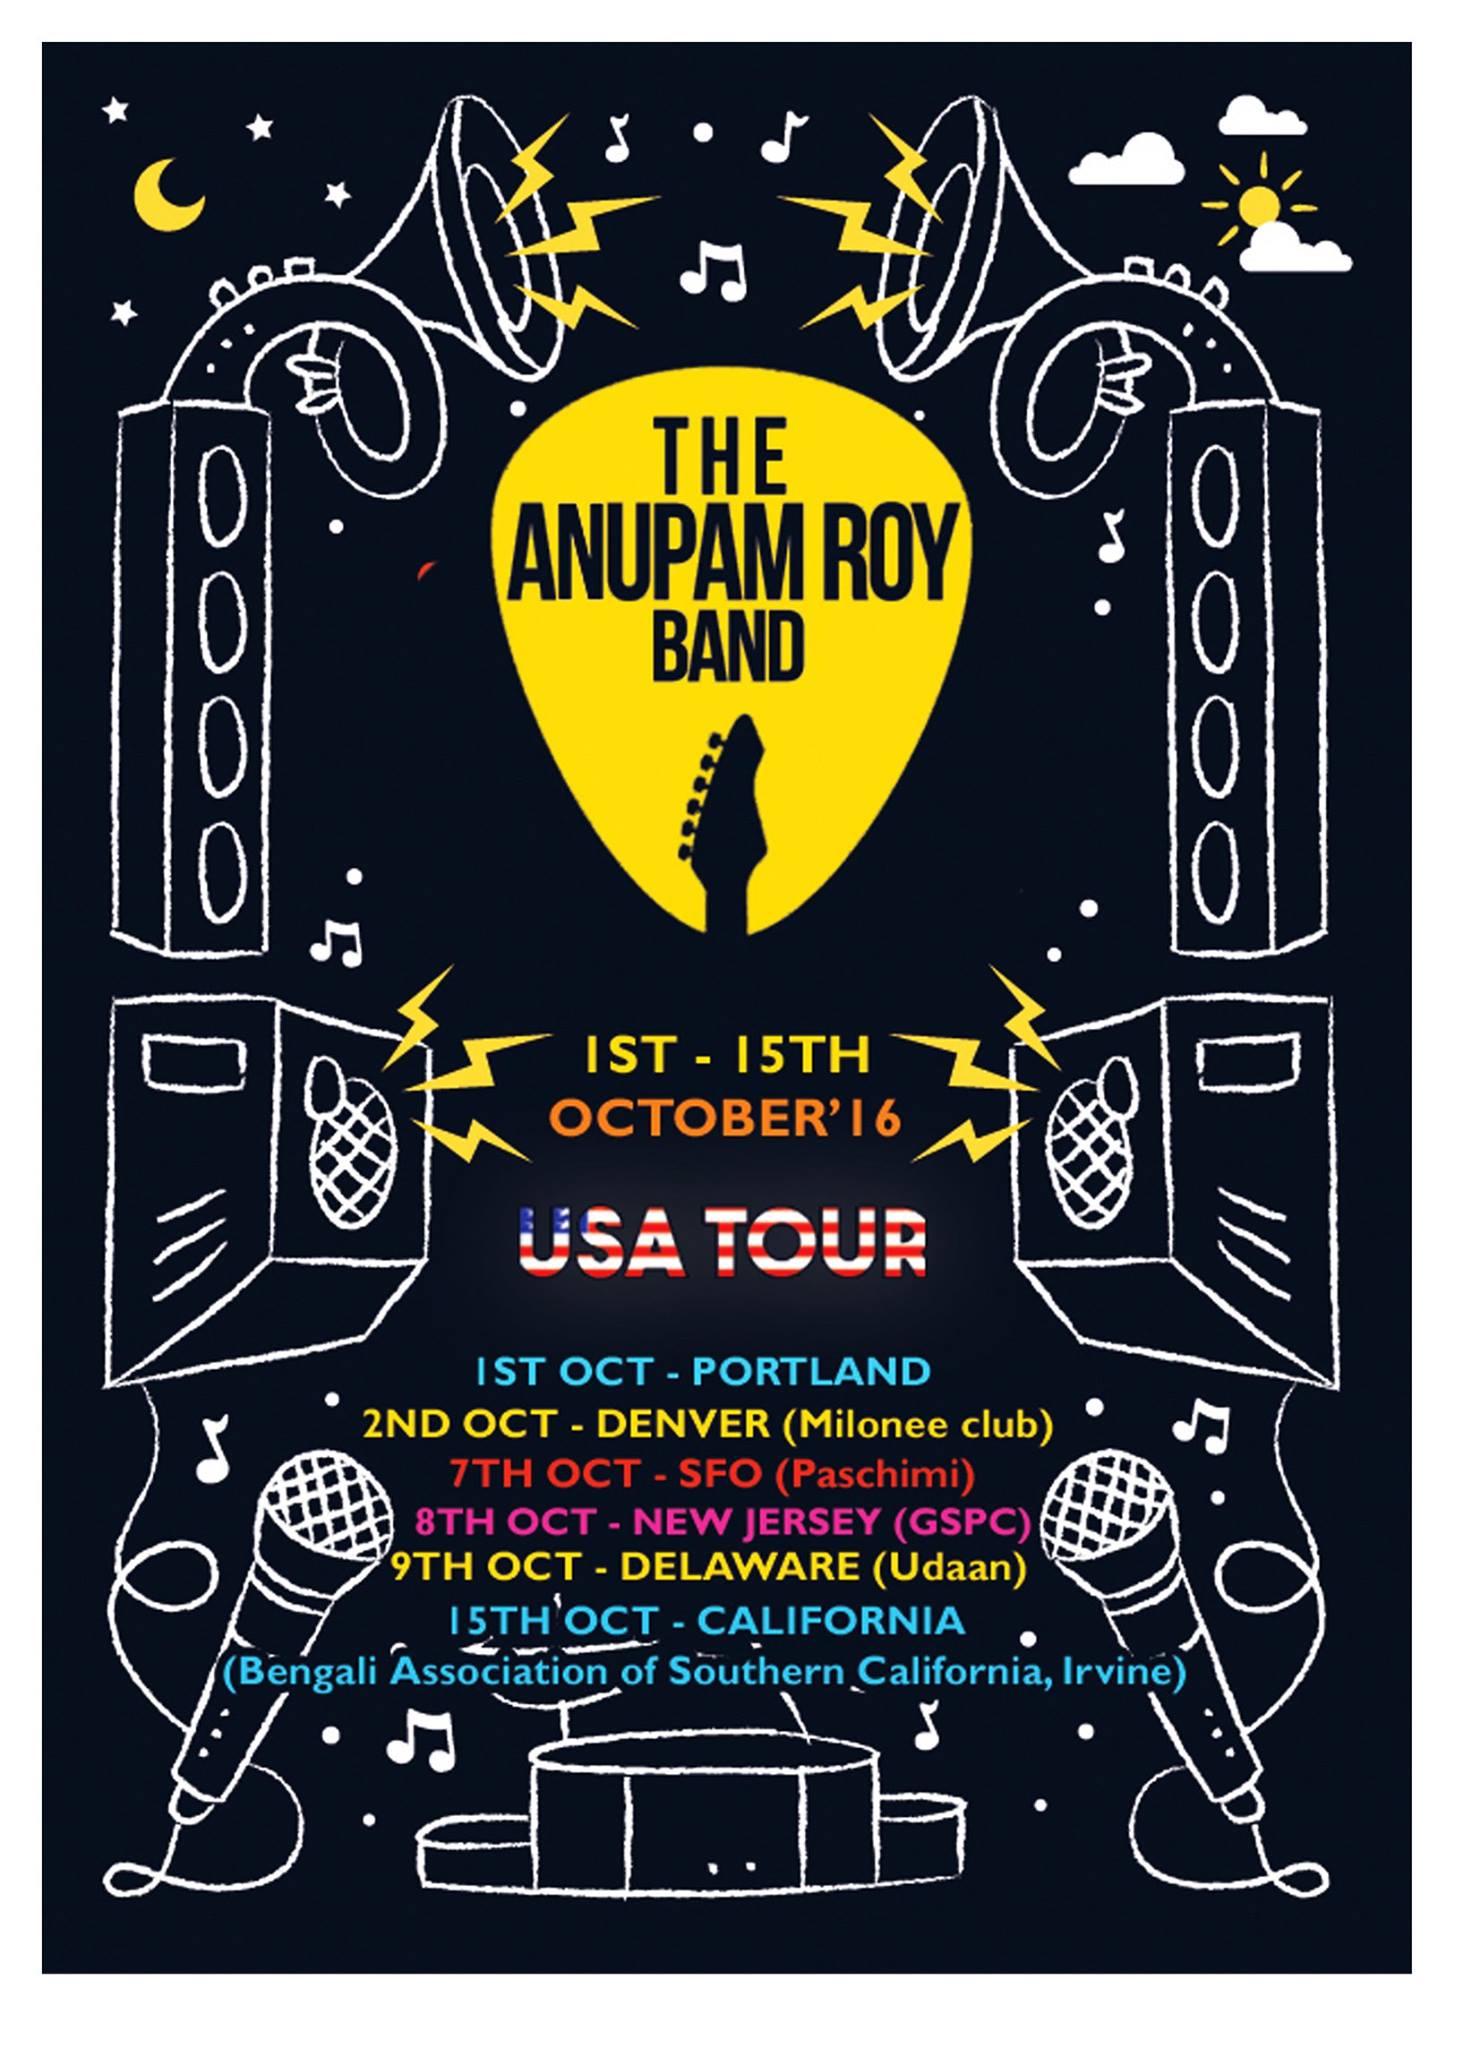 THE
ANUPAM ROY
BAND
1ST - 15TH
OCTOBER'16
USA TOUR
1ST OCT - PORTLAND
2ND OCT - DENVER (Milonee club)
7TH OCT - SFO (Paschimi)
8TH OCT - NEW JERSEY (GSPC)
9TH OCT - DELAWARE (Udaan)
15TH OCT - CALIFORNIA
(Bengali Association of Southern California, Irvine)